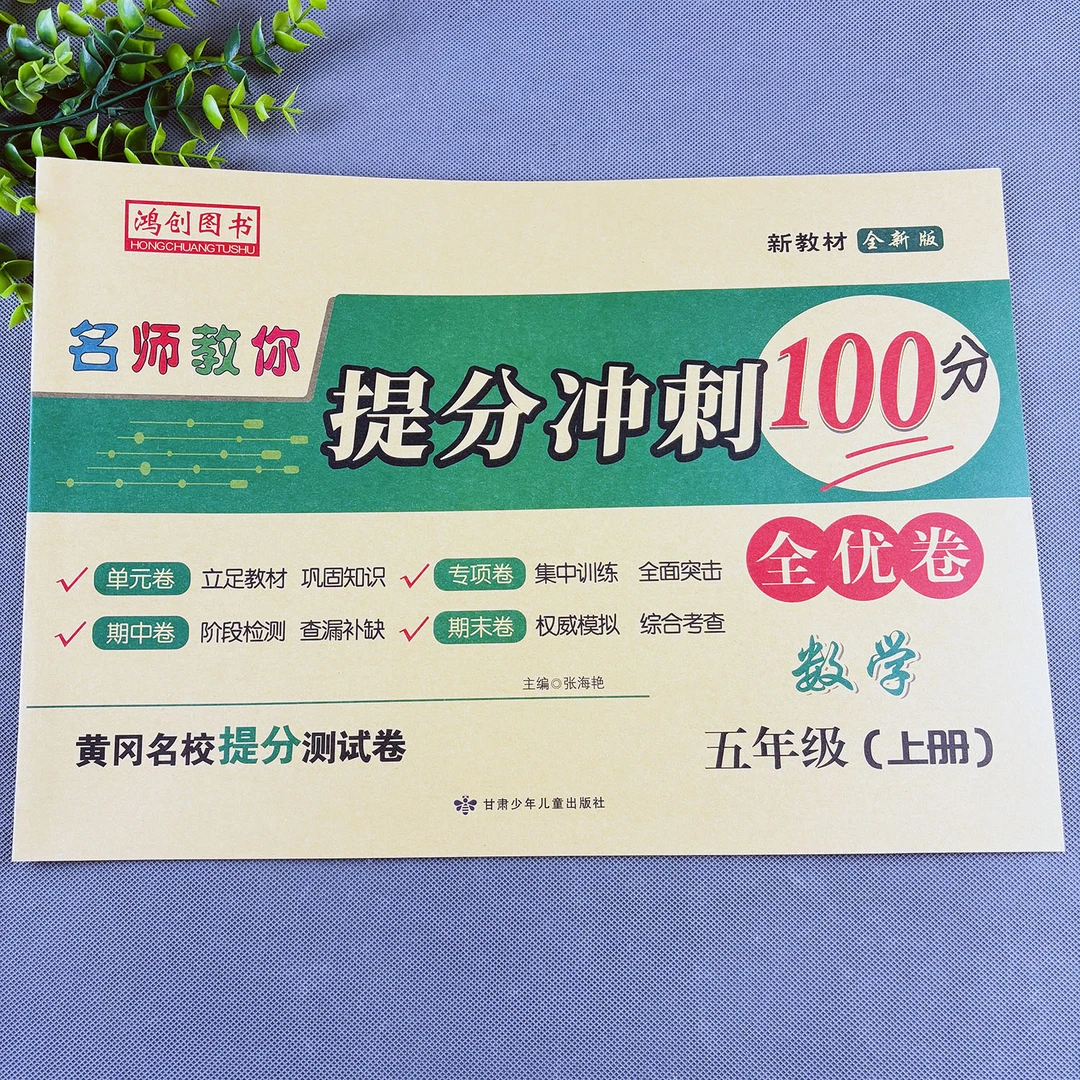 鸿创图书
HONGCHUANGTUSHU
新教材 全新版
名师教你
提分冲刺100分
全优卷
单元卷 立足教材 巩固知识
专项卷 集中训练 全面突击
期中卷 阶段检测 查漏补缺
期末卷 权威模拟 综合考查
数学
主编◎张海艳
黄冈名校提分测试卷
五年级(上册)
甘肃少年儿童出版社